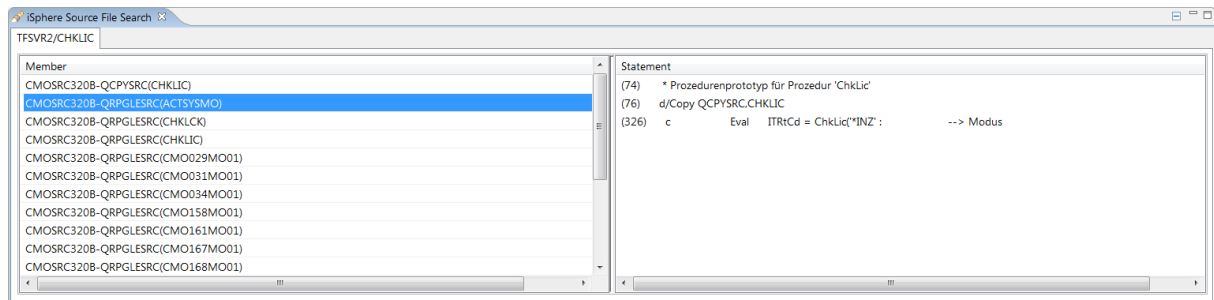 iSphere Source File Search
TFSVR2/CHKLIC
Member
CMOSRC320B-QCPYSRC(CHKLIC)
CMOSRC320B-QRPGLESRC(ACTSYSMO)
CMOSRC320B-QRPGLESRC(CHKLCK)
CMOSRC320B-QRPGLESRC(CHKLIC)
CMOSRC320B-QRPGLESRC(CMO029MO01)
CMOSRC320B-QRPGLESRC(CMO031MO01)
CMOSRC320B-QRPGLESRC(CMO034MO01)
CMOSRC320B-QRPGLESRC(CMO158MO01)
CMOSRC320B-QRPGLESRC(CMO161MO01)
CMOSRC320B-QRPGLESRC(CMO167MO01)
CMOSRC320B-QRPGLESRC(CMO168MO01)
Statement
(74) * Prozedurenprototyp für Prozedur 'ChkLic'
(76) d/Copy QCPYSRC,CHKLIC
(326) c Eval ITRtCd = ChkLic('*INZ' : --> Modus